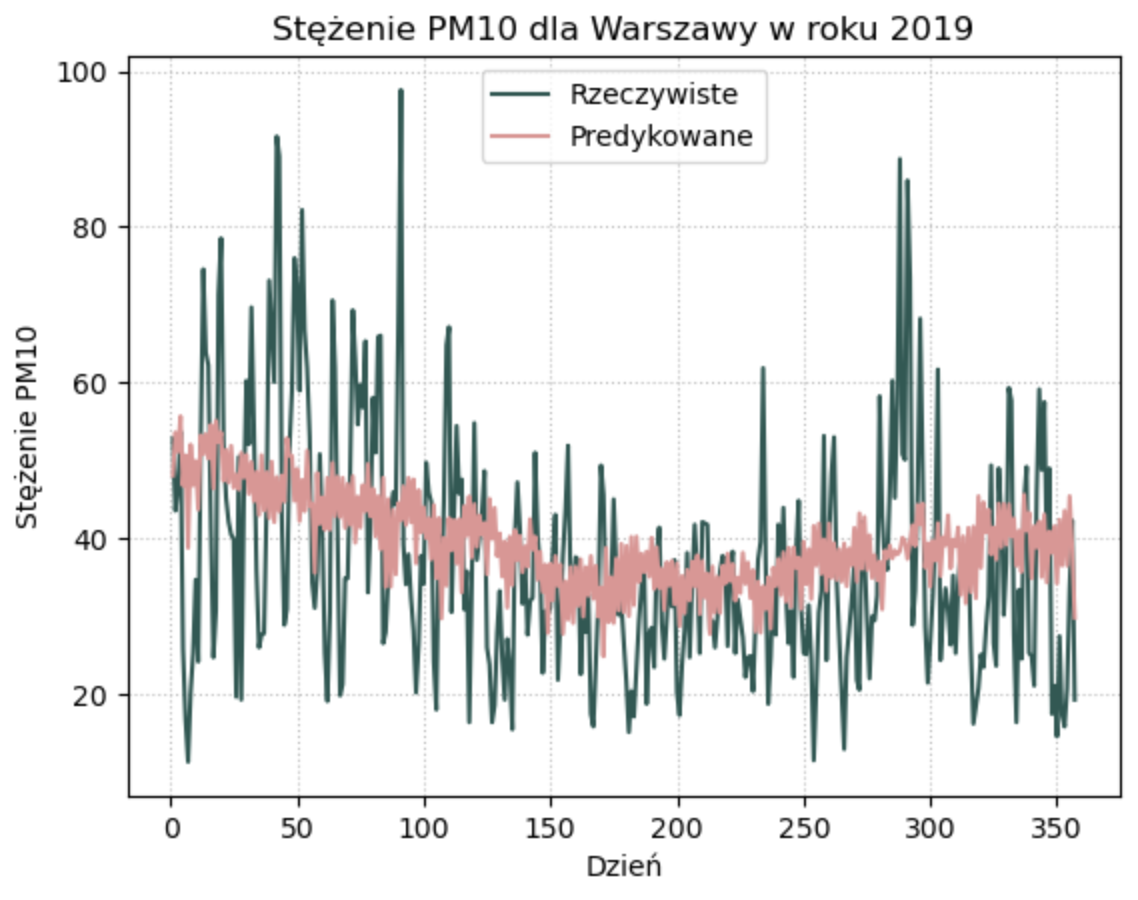 Stężenie PM10 dla Warszawy w roku 2019
Rzeczywiste
Predykowane
Stężenie PM10
100
80
60
40
20
0 50 100 150 200 250 300 350
Dzień